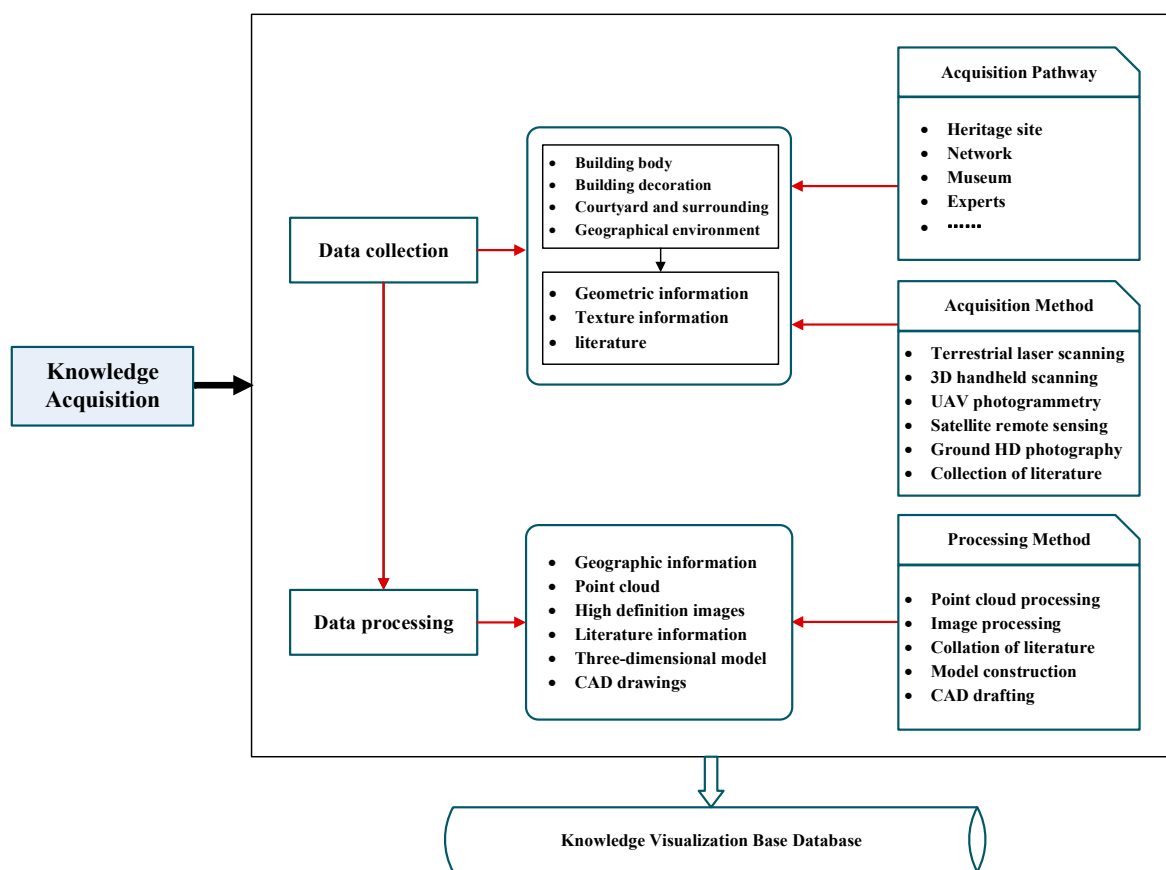 Knowledge
Acquisition
Data collection
Data processing
• Building body
• Building decoration
• Courtyard and surrounding
• Geographical environment
• Geometric information
• Texture information
• literature
Acquisition Pathway
• Heritage site
• Network
• Museum
• Experts
• ……
Acquisition Method
• Terrestrial laser scanning
• 3D handheld scanning
• UAV photogrammetry
• Satellite remote sensing
• Ground HD photography
• Collection of literature
• Geographic information
• Point cloud
• High definition images
• Literature information
• Three-dimensional model
• CAD drawings
Processing Method
• Point cloud processing
• Image processing
• Collation of literature
• Model construction
• CAD drafting
Knowledge Visualization Base Database